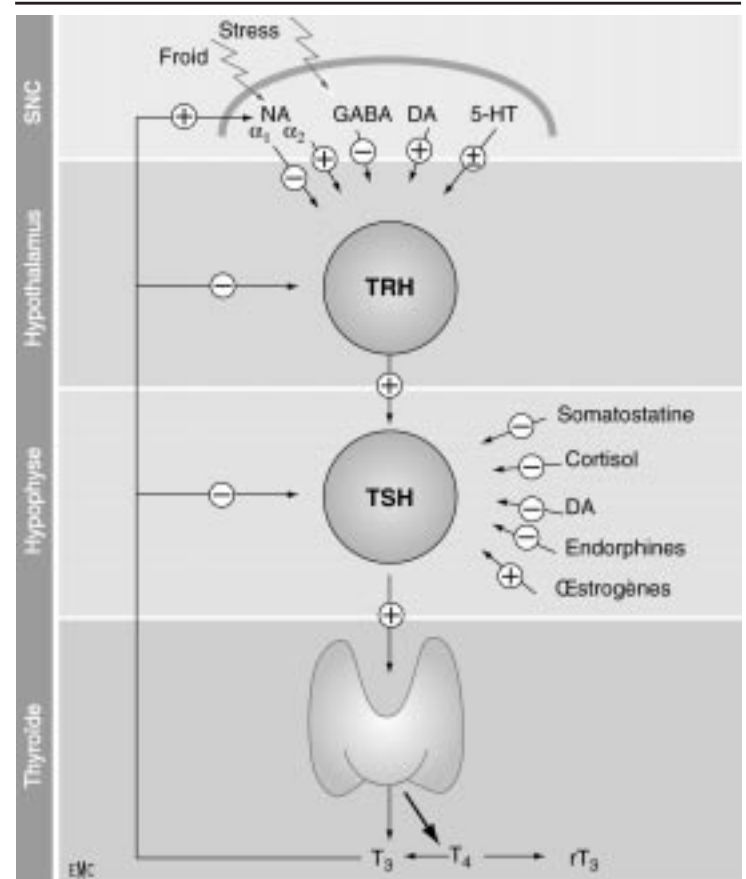 Stress
Froid
SNC
NA GABA DA 5-HT
α1 α2
+ + − + +
−
Hypothalamus
TRH
−
+
Hypophyse
Somatostatine
−
Cortisol
−
TSH
−
DA
−
Endorphines
−
Œstrogènes
+
+
Thyroïde
T3 T4 rT3
EMC